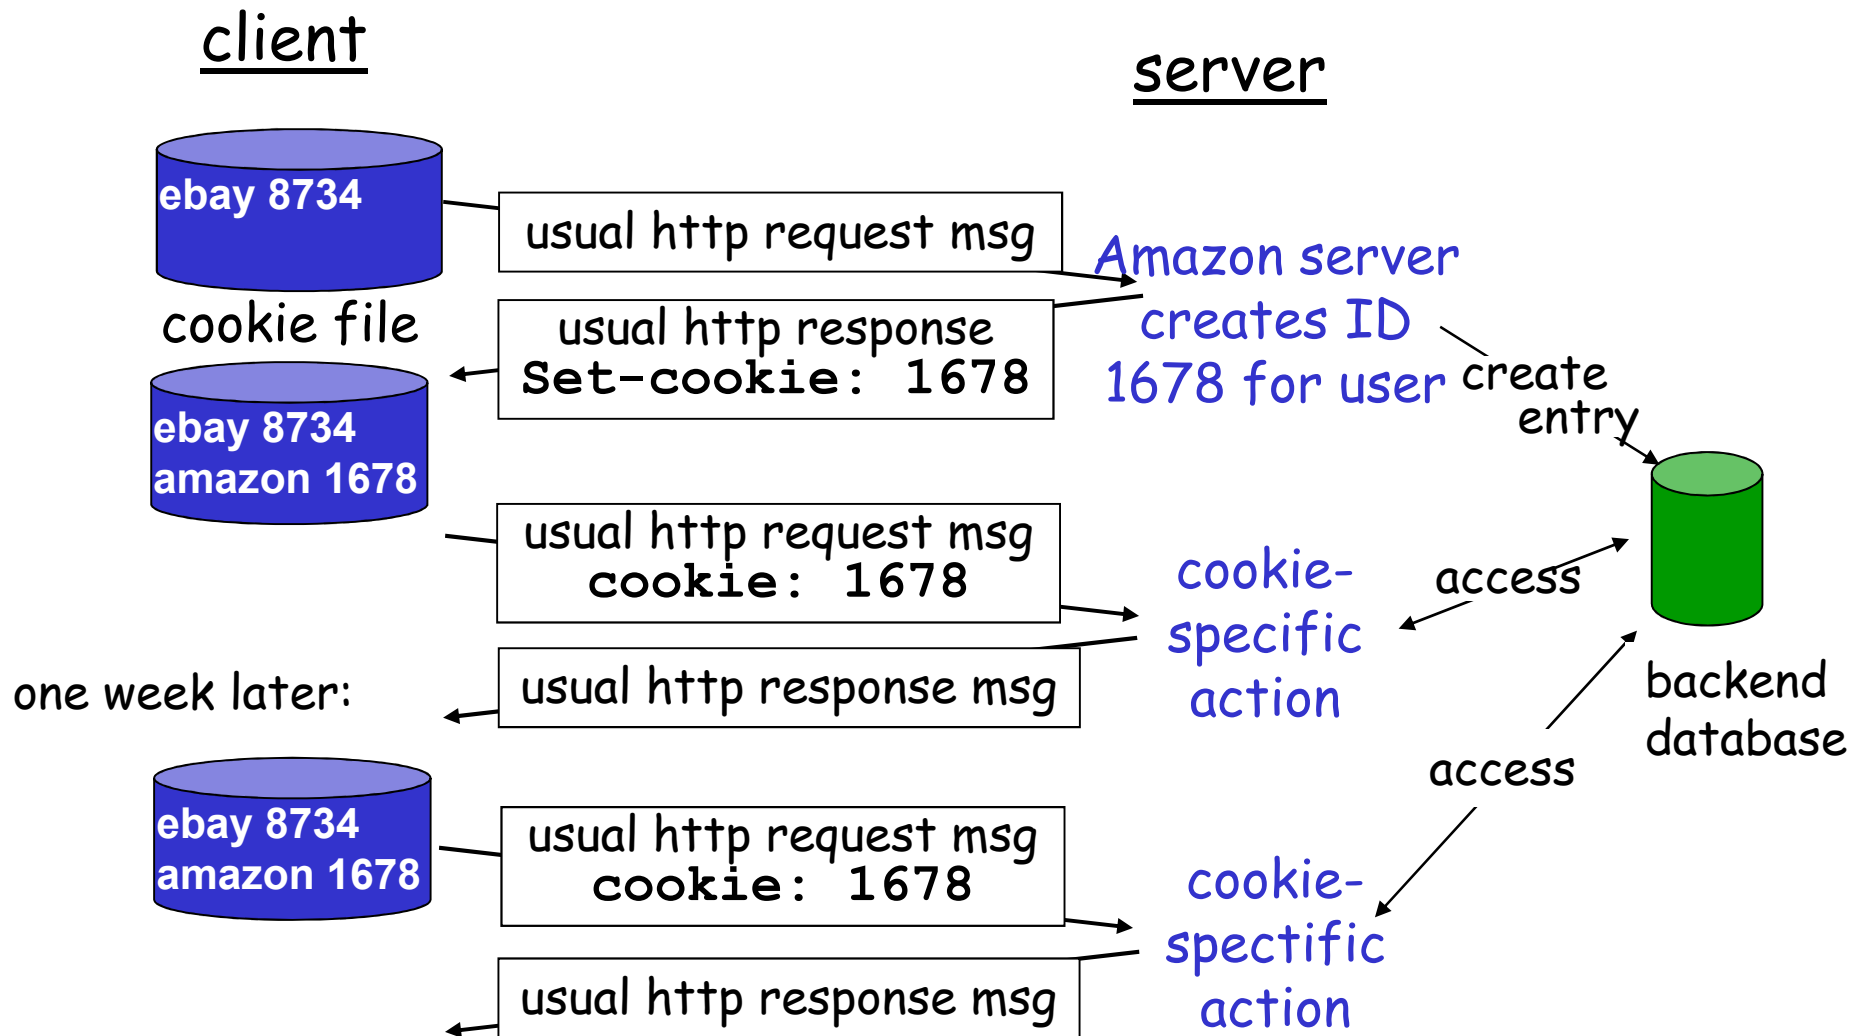 client
server
ebay 8734
usual http request msg
Amazon server
creates ID
1678 for user
cookie file
usual http response
Set-cookie: 1678
create
entry
ebay 8734
amazon 1678
usual http request msg
cookie: 1678
cookie-
specific
action
access
usual http response msg
one week later:
backend
database
access
ebay 8734
amazon 1678
usual http request msg
cookie: 1678
cookie-
spectific
action
usual http response msg